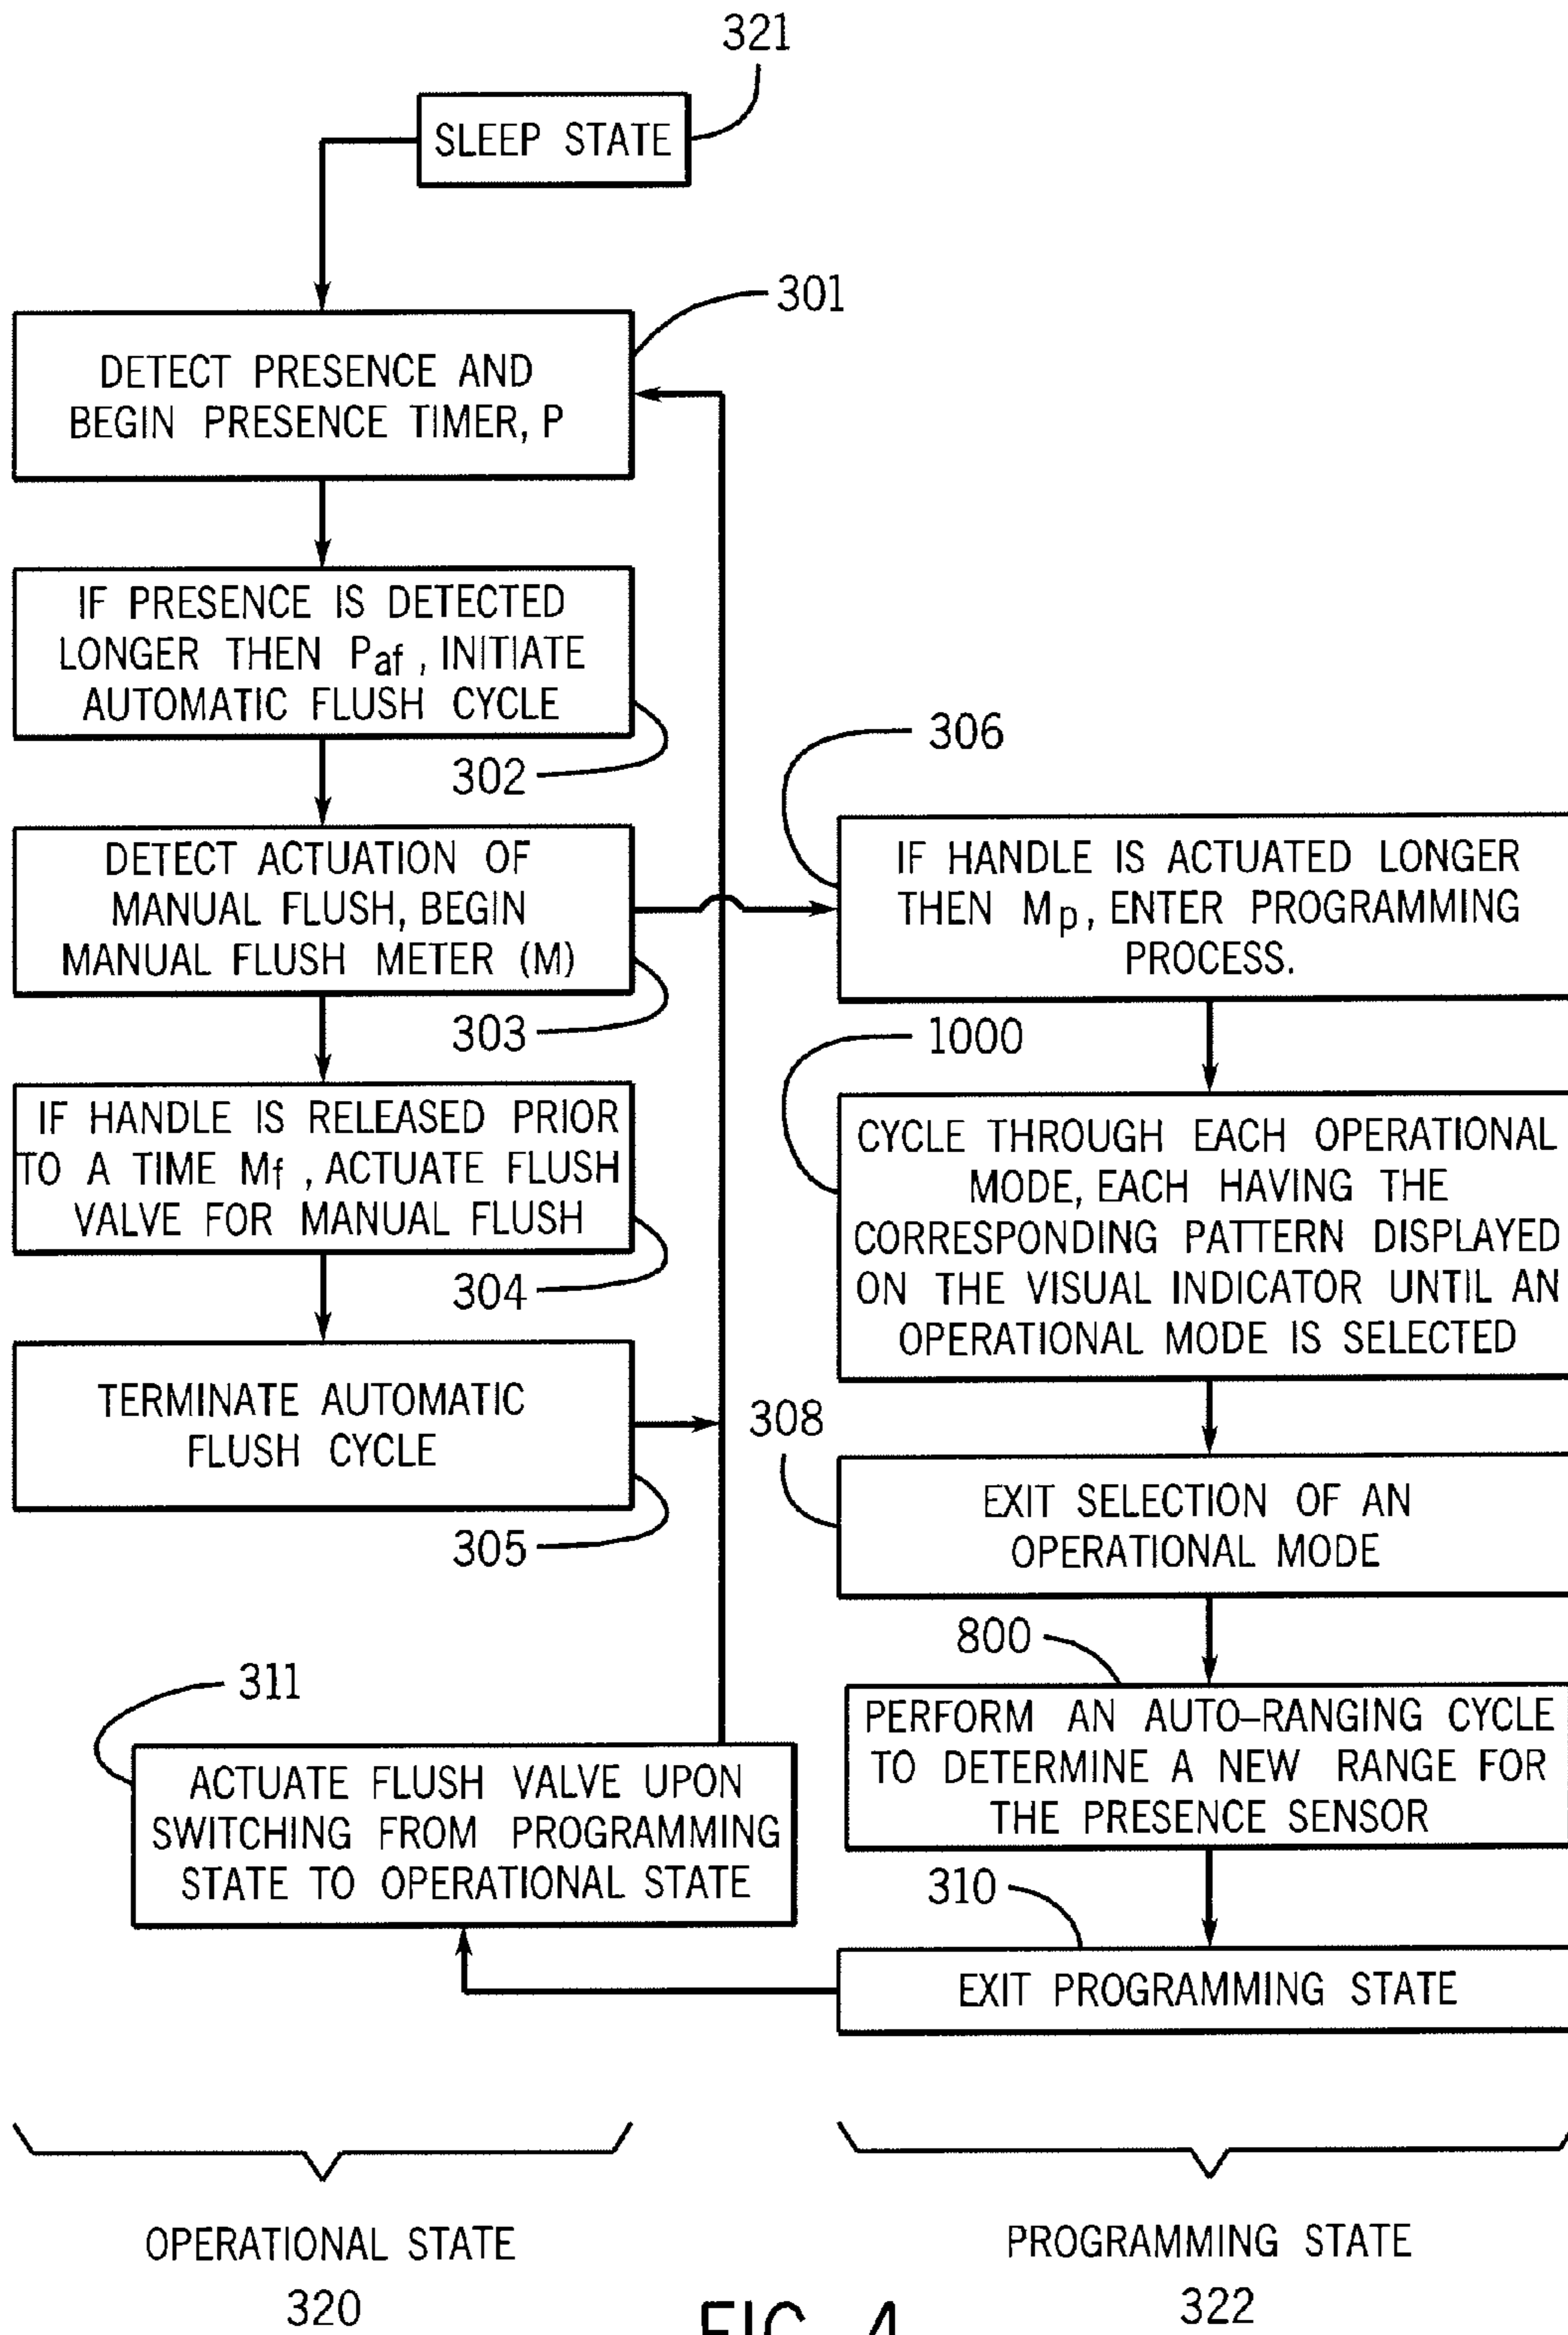 321
SLEEP STATE
301
DETECT PRESENCE AND
BEGIN PRESENCE TIMER, P
IF PRESENCE IS DETECTED
LONGER THEN Paf , INITIATE
AUTOMATIC FLUSH CYCLE
302
DETECT ACTUATION OF
MANUAL FLUSH, BEGIN
MANUAL FLUSH METER (M)
303
IF HANDLE IS RELEASED PRIOR
TO A TIME Mf , ACTUATE FLUSH
VALVE FOR MANUAL FLUSH
304
TERMINATE AUTOMATIC
FLUSH CYCLE
305
306
IF HANDLE IS ACTUATED LONGER
THEN Mp, ENTER PROGRAMMING
PROCESS.
1000
CYCLE THROUGH EACH OPERATIONAL
MODE, EACH HAVING THE
CORRESPONDING PATTERN DISPLAYED
ON THE VISUAL INDICATOR UNTIL AN
OPERATIONAL MODE IS SELECTED
308
EXIT SELECTION OF AN
OPERATIONAL MODE
800
PERFORM AN AUTO-RANGING CYCLE
TO DETERMINE A NEW RANGE FOR
THE PRESENCE SENSOR
310
EXIT PROGRAMMING STATE
311
ACTUATE FLUSH VALVE UPON
SWITCHING FROM PROGRAMMING
STATE TO OPERATIONAL STATE
OPERATIONAL STATE
320
PROGRAMMING STATE
322
FIG. 4